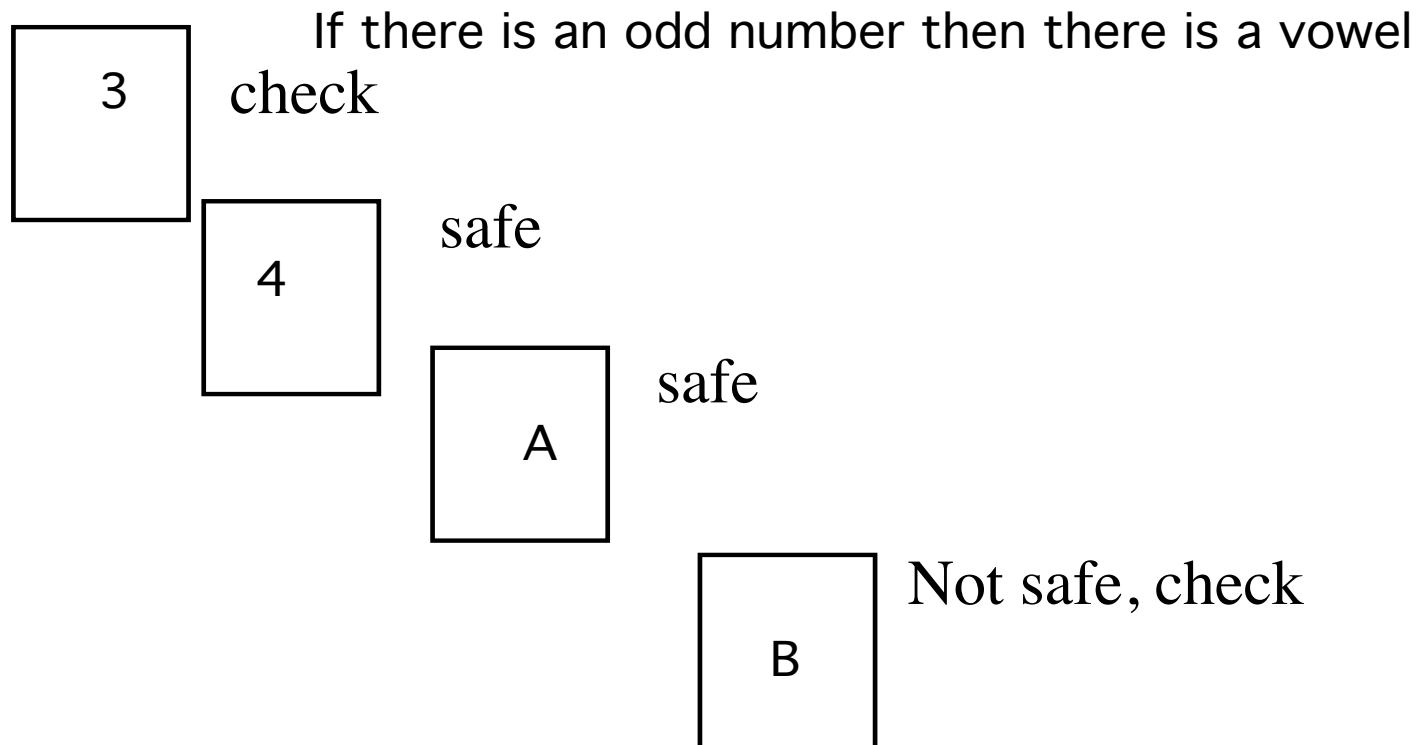 If there is an odd number then there is a vowel
3
check
4
safe
A
safe
B
Not safe, check